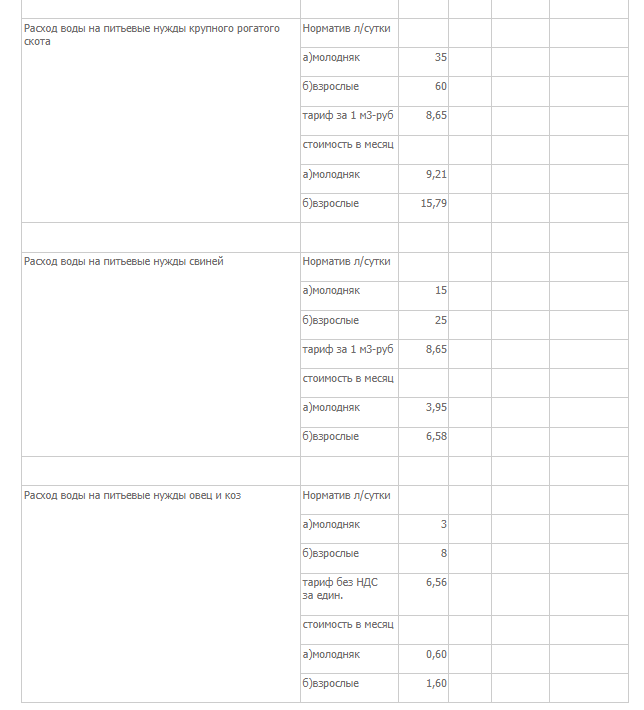 Расход воды на питьевые нужды крупного рогатого
скота
Норматив л/сутки
а)молодняк 35
б)взрослые 60
тариф за 1 м3-руб 8,65
стоимость в месяц
а)молодняк 9,21
б)взрослые 15,79
Расход воды на питьевые нужды свиней Норматив л/сутки
а)молодняк 15
б)взрослые 25
тариф за 1 м3-руб 8,65
стоимость в месяц
а)молодняк 3,95
б)взрослые 6,58
Расход воды на питьевые нужды овец и коз Норматив л/сутки
а)молодняк 3
б)взрослые 8
тариф без НДС 6,56
за един.
стоимость в месяц
а)молодняк 0,60
б)взрослые 1,60